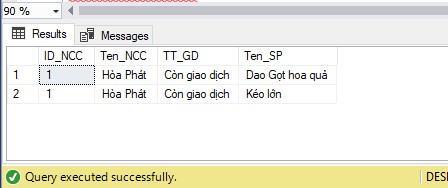 90 %
Results Messages
ID_NCC Ten_NCC TT_GD Ten_SP
1 1 Hòa Phát Còn giao dịch Dao Gọt hoa quả
2 1 Hòa Phát Còn giao dịch Kéo lớn
Query executed successfully.